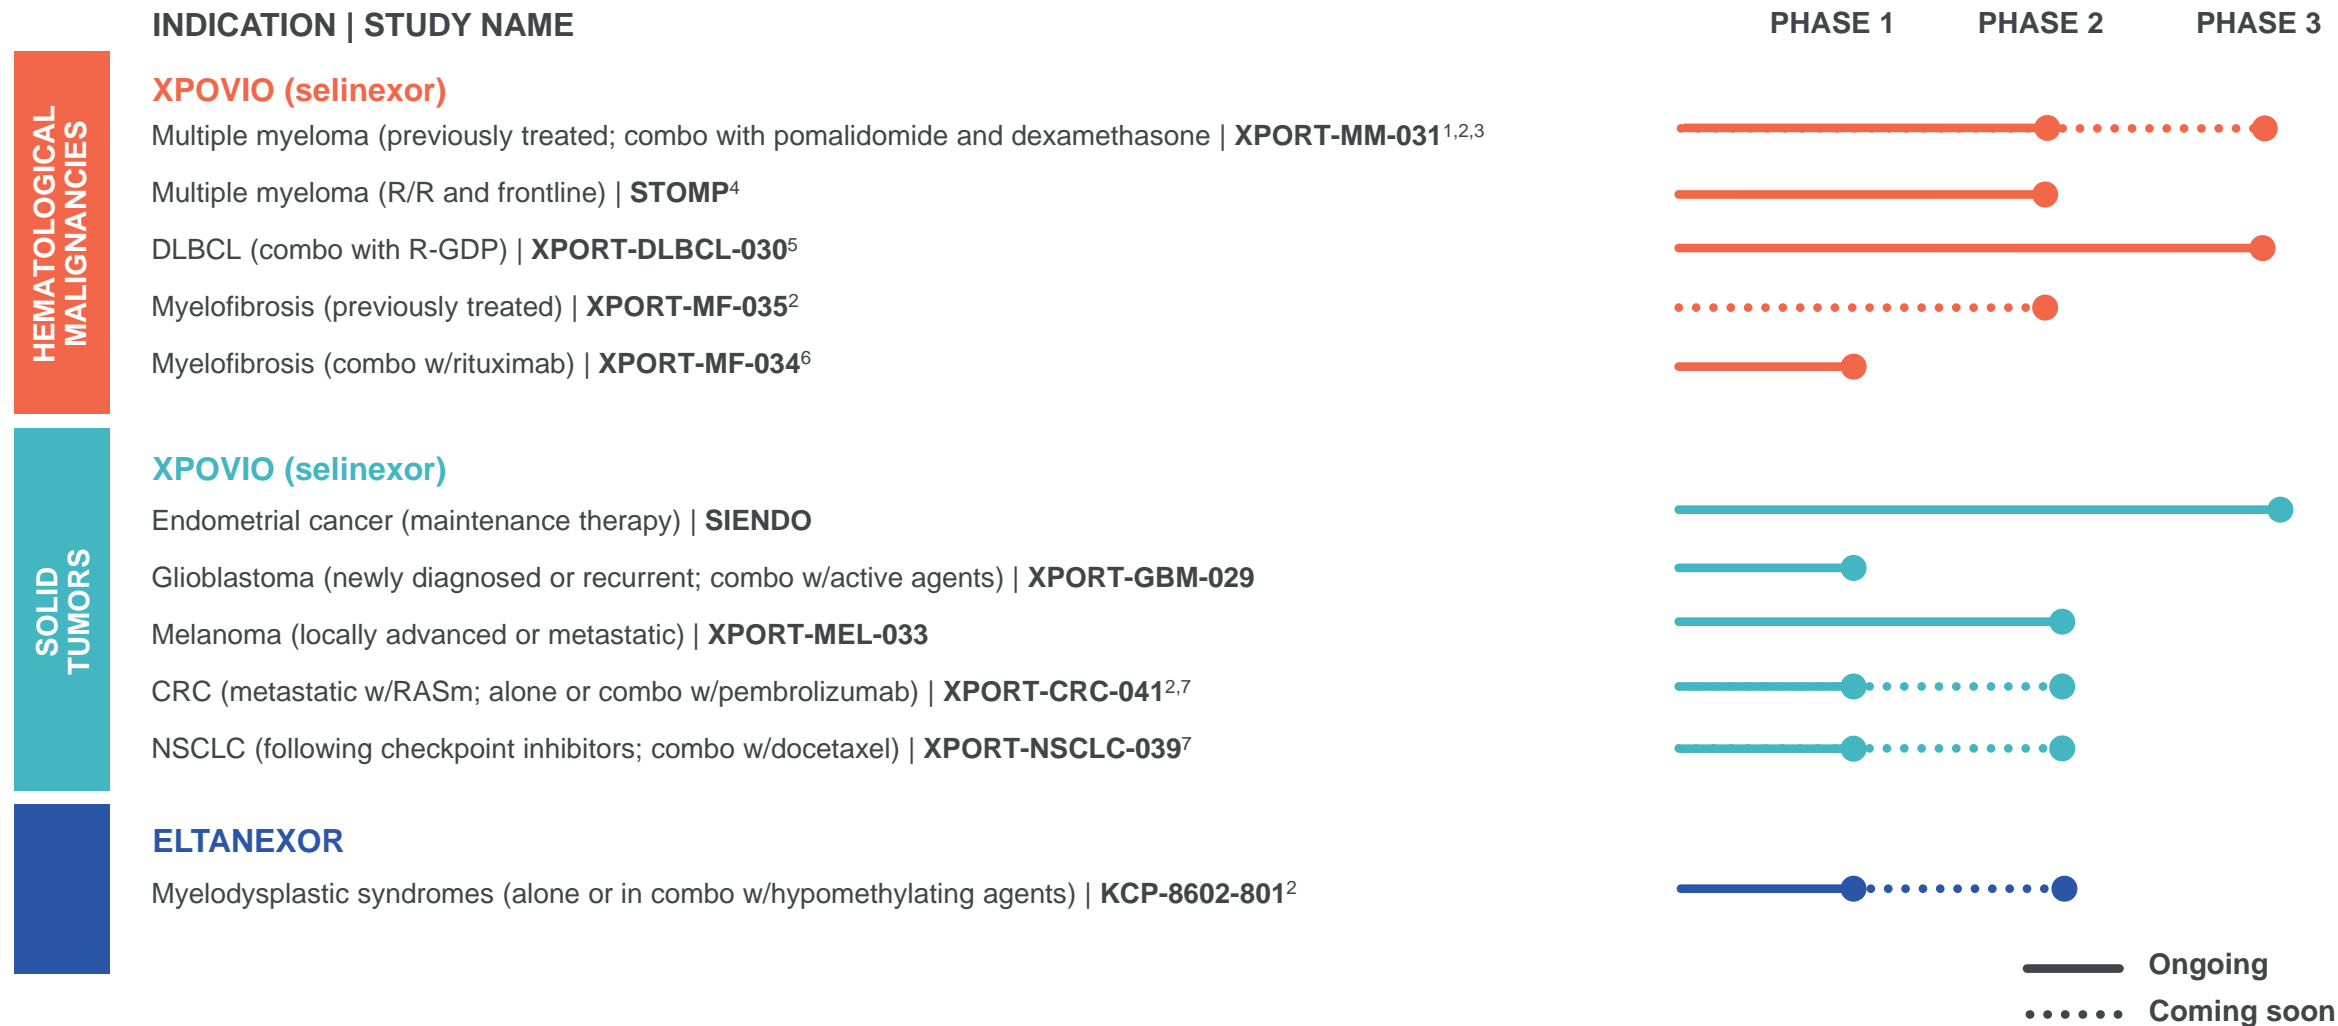 INDICATION | STUDY NAME
PHASE 1 PHASE 2 PHASE 3
HEMATOLOGICAL
MALIGNANCIES
XPOVIO (selinexor)
Multiple myeloma (previously treated; combo with pomalidomide and dexamethasone | XPORT-MM-031¹,²,³
Multiple myeloma (R/R and frontline) | STOMP⁴
DLBCL (combo with R-GDP) | XPORT-DLBCL-030⁵
Myelofibrosis (previously treated) | XPORT-MF-035²
Myelofibrosis (combo w/rituximab) | XPORT-MF-034⁶
SOLID
TUMORS
XPOVIO (selinexor)
Endometrial cancer (maintenance therapy) | SIENDO
Glioblastoma (newly diagnosed or recurrent; combo w/active agents) | XPORT-GBM-029
Melanoma (locally advanced or metastatic) | XPORT-MEL-033
CRC (metastatic w/RASm; alone or combo w/pembrolizumab) | XPORT-CRC-041²,⁷
NSCLC (following checkpoint inhibitors; combo w/docetaxel) | XPORT-NSCLC-039⁷
ELTANEXOR
Myelodysplastic syndromes (alone or in combo w/hypomethylating agents) | KCP-8602-801²
Ongoing
Coming soon